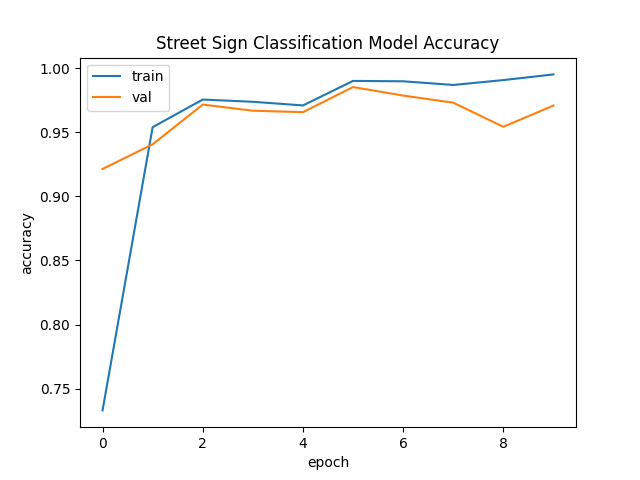 Street Sign Classification Model Accuracy
train
val
1.00
0.95
0.90
0.85
0.80
0.75
accuracy
0 2 4 6 8
epoch